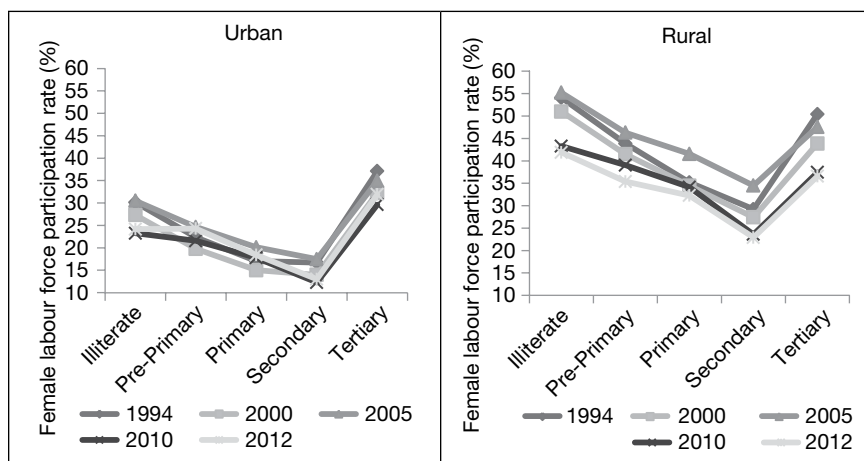 Urban
Female labour force participation rate (%)
60
55
50
45
40
35
30
25
20
15
10
Illiterate
Pre-Primary
Primary
Secondary
Tertiary
1994 2000 2005
2010 2012
Rural
Female labour force participation rate (%)
60
55
50
45
40
35
30
25
20
15
10
Illiterate
Pre-Primary
Primary
Secondary
Tertiary
1994 2000 2005
2010 2012